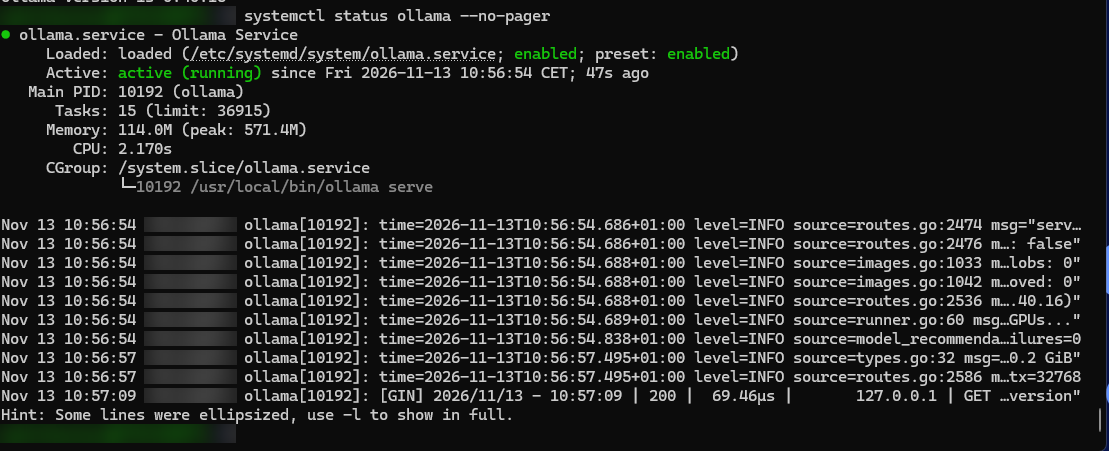 systemctl status ollama --no-pager
● ollama.service - Ollama Service
Loaded: loaded (/etc/systemd/system/ollama.service; enabled; preset: enabled)
Active: active (running) since Fri 2026-11-13 10:56:54 CET; 47s ago
Main PID: 10192 (ollama)
Tasks: 15 (limit: 36915)
Memory: 114.0M (peak: 571.4M)
CPU: 2.170s
CGroup: /system.slice/ollama.service
└─10192 /usr/local/bin/ollama serve
Nov 13 10:56:54 ollama[10192]: time=2026-11-13T10:56:54.686+01:00 level=INFO source=routes.go:2474 msg="serv…
Nov 13 10:56:54 ollama[10192]: time=2026-11-13T10:56:54.686+01:00 level=INFO source=routes.go:2476 m…: false"
Nov 13 10:56:54 ollama[10192]: time=2026-11-13T10:56:54.688+01:00 level=INFO source=images.go:1033 m…lobs: 0"
Nov 13 10:56:54 ollama[10192]: time=2026-11-13T10:56:54.688+01:00 level=INFO source=images.go:1042 m…oved: 0"
Nov 13 10:56:54 ollama[10192]: time=2026-11-13T10:56:54.688+01:00 level=INFO source=routes.go:2536 m….40.16)"
Nov 13 10:56:54 ollama[10192]: time=2026-11-13T10:56:54.689+01:00 level=INFO source=runner.go:60 msg…GPUs..."
Nov 13 10:56:54 ollama[10192]: time=2026-11-13T10:56:54.838+01:00 level=INFO source=model_recommenda…ilures=0
Nov 13 10:56:57 ollama[10192]: time=2026-11-13T10:56:57.495+01:00 level=INFO source=types.go:32 msg=…0.2 GiB"
Nov 13 10:56:57 ollama[10192]: time=2026-11-13T10:56:57.495+01:00 level=INFO source=routes.go:2586 m…tx=32768
Nov 13 10:57:09 ollama[10192]: [GIN] 2026/11/13 - 10:57:09 | 200 | 69.46µs | 127.0.0.1 | GET …version"
Hint: Some lines were ellipsized, use -l to show in full.